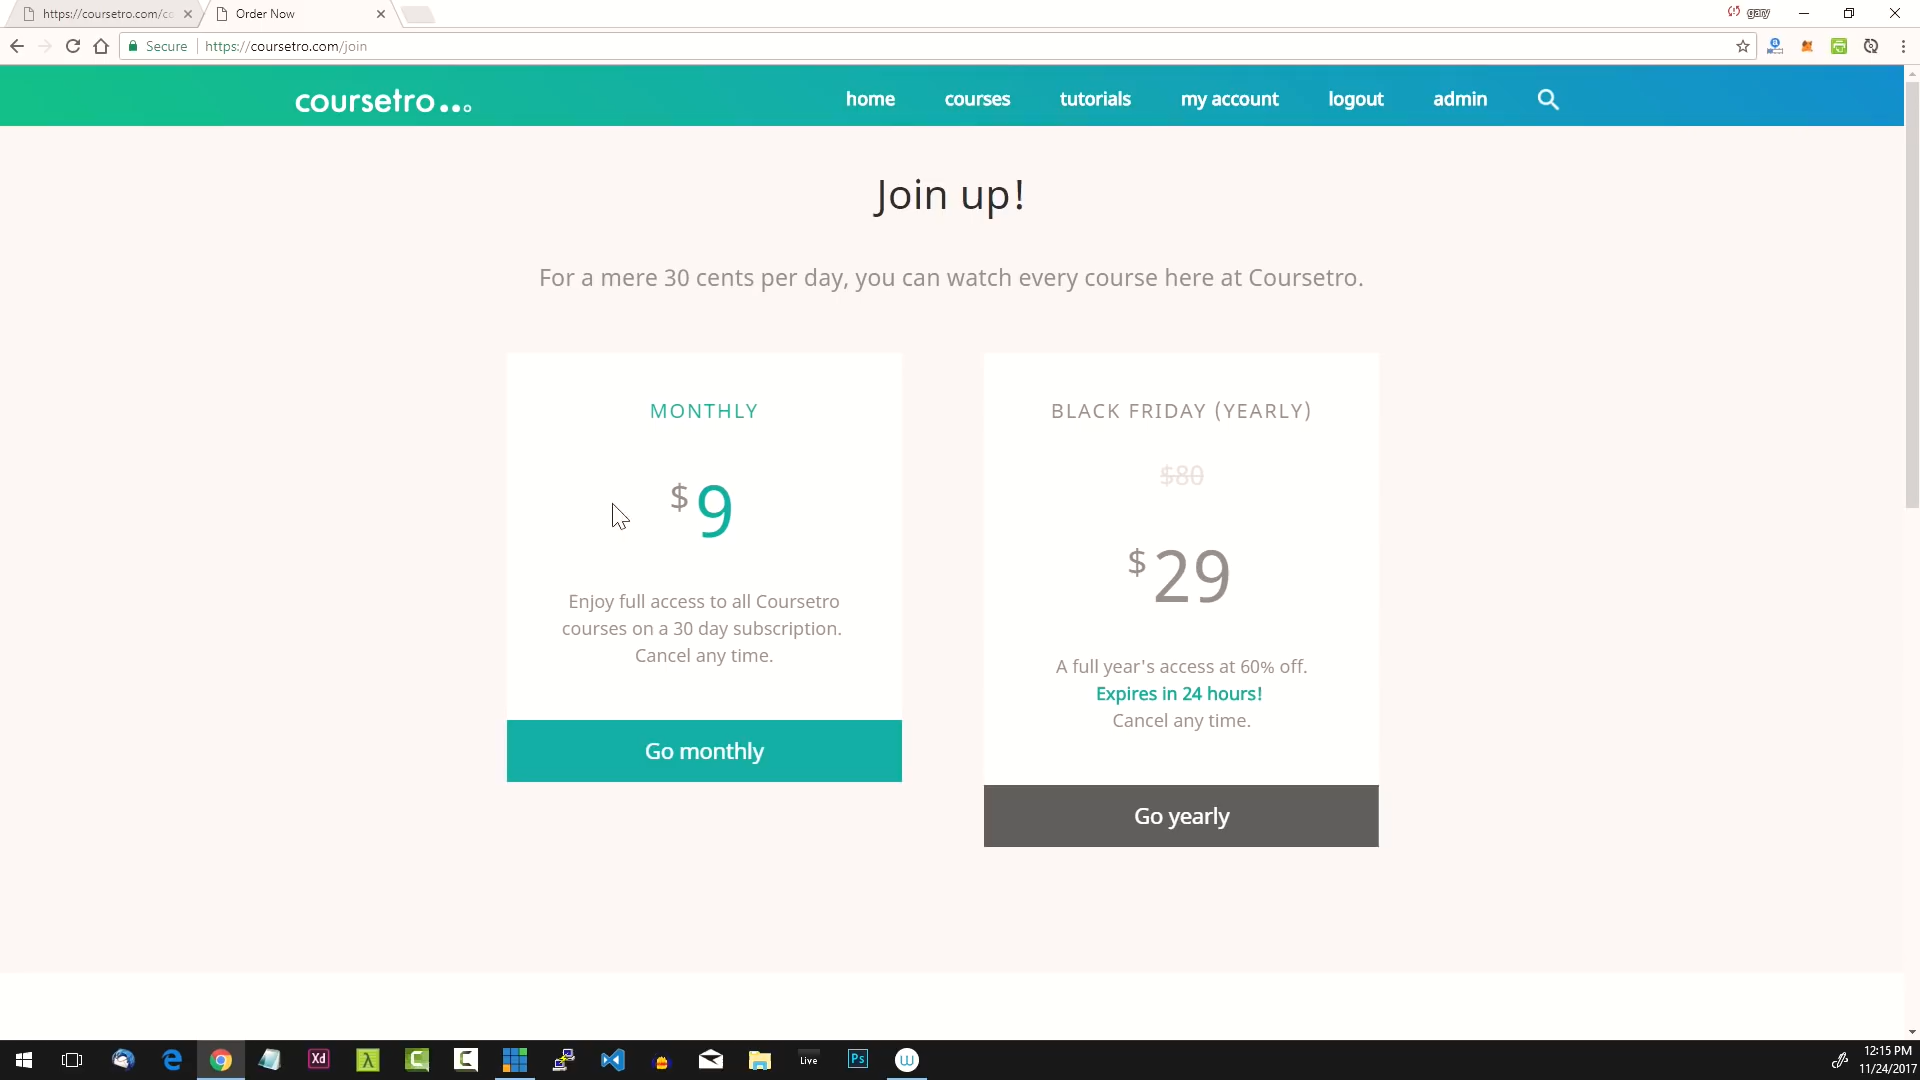 https://coursetro.com/cc
Order Now
gary
Secure
https://coursetro.com/join
coursetro
home
courses
tutorials
my account
logout
admin
Join up!
For a mere 30 cents per day, you can watch every course here at Coursetro.
MONTHLY
$9
Enjoy full access to all Coursetro
courses on a 30 day subscription.
Cancel any time.
Go monthly
BLACK FRIDAY (YEARLY)
$80
$29
A full year's access at 60% off.
Expires in 24 hours!
Cancel any time.
Go yearly
Xd
Live
Ps
12:15 PM
11/24/2017